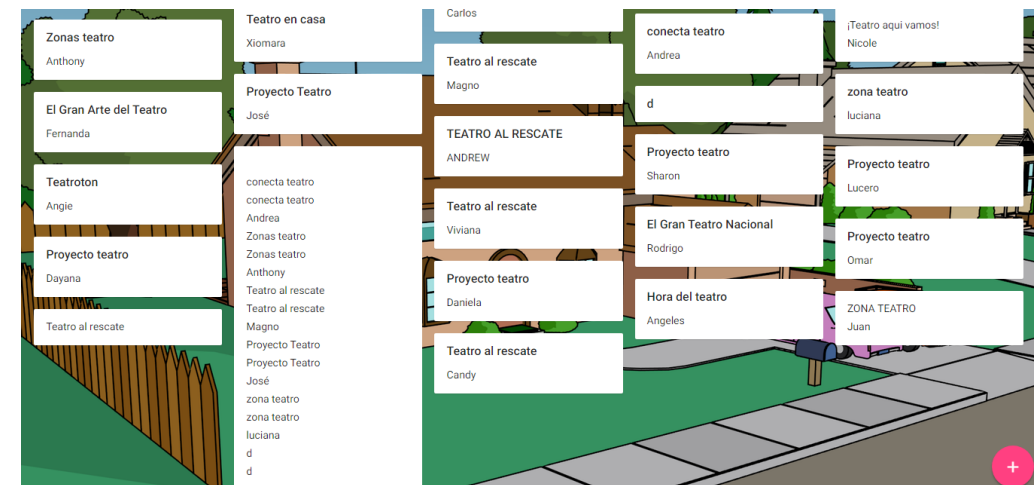 Zonas teatro
Anthony
El Gran Arte del Teatro
Fernanda
Teatroton
Angie
Proyecto teatro
Dayana
Teatro al rescate
Teatro en casa
Xiomara
Proyecto Teatro
José
conecta teatro
conecta teatro
Andrea
Zonas teatro
Zonas teatro
Anthony
Teatro al rescate
Teatro al rescate
Magno
Proyecto Teatro
Proyecto Teatro
José
zona teatro
zona teatro
luciana
d
d
Carlos
Teatro al rescate
Magno
TEATRO AL RESCATE
ANDREW
Teatro al rescate
Viviana
Proyecto teatro
Daniela
Teatro al rescate
Candy
conecta teatro
Andrea
d
Proyecto teatro
Sharon
El Gran Teatro Nacional
Rodrigo
Hora del teatro
Angeles
¡Teatro aqui vamos!
Nicole
zona teatro
luciana
Proyecto teatro
Lucero
Proyecto teatro
Omar
ZONA TEATRO
Juan